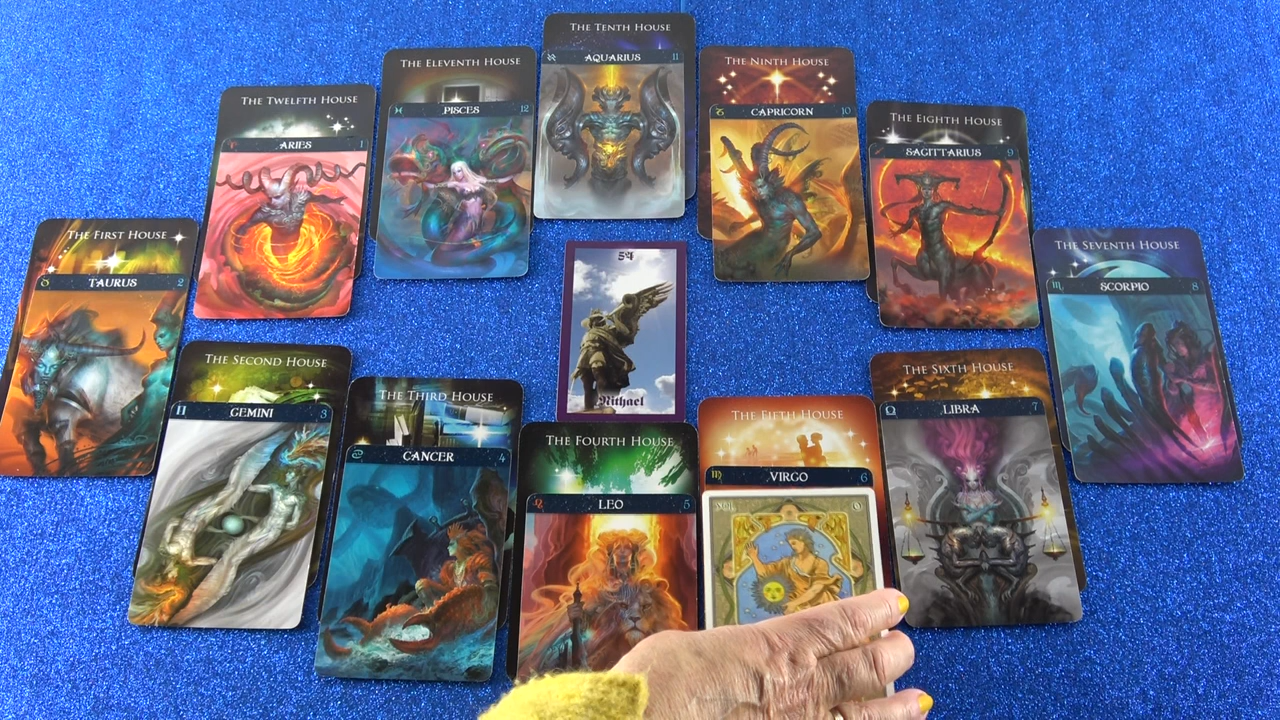 THE TENTH HOUSE
♒ AQUARIUS 11
THE ELEVENTH HOUSE
♓ PISCES 12
THE NINTH HOUSE
♑ CAPRICORN 10
THE TWELFTH HOUSE
♈ ARIES 1
THE EIGHTH HOUSE
♐ SAGITTARIUS 9
THE FIRST HOUSE
♉ TAURUS 2
THE SEVENTH HOUSE
♏ SCORPIO 8
54
Nithael
THE SECOND HOUSE
♊ GEMINI 3
THE THIRD HOUSE
♋ CANCER 4
THE FOURTH HOUSE
♌ LEO 5
THE FIFTH HOUSE
♍ VIRGO 6
THE SIXTH HOUSE
♎ LIBRA 7